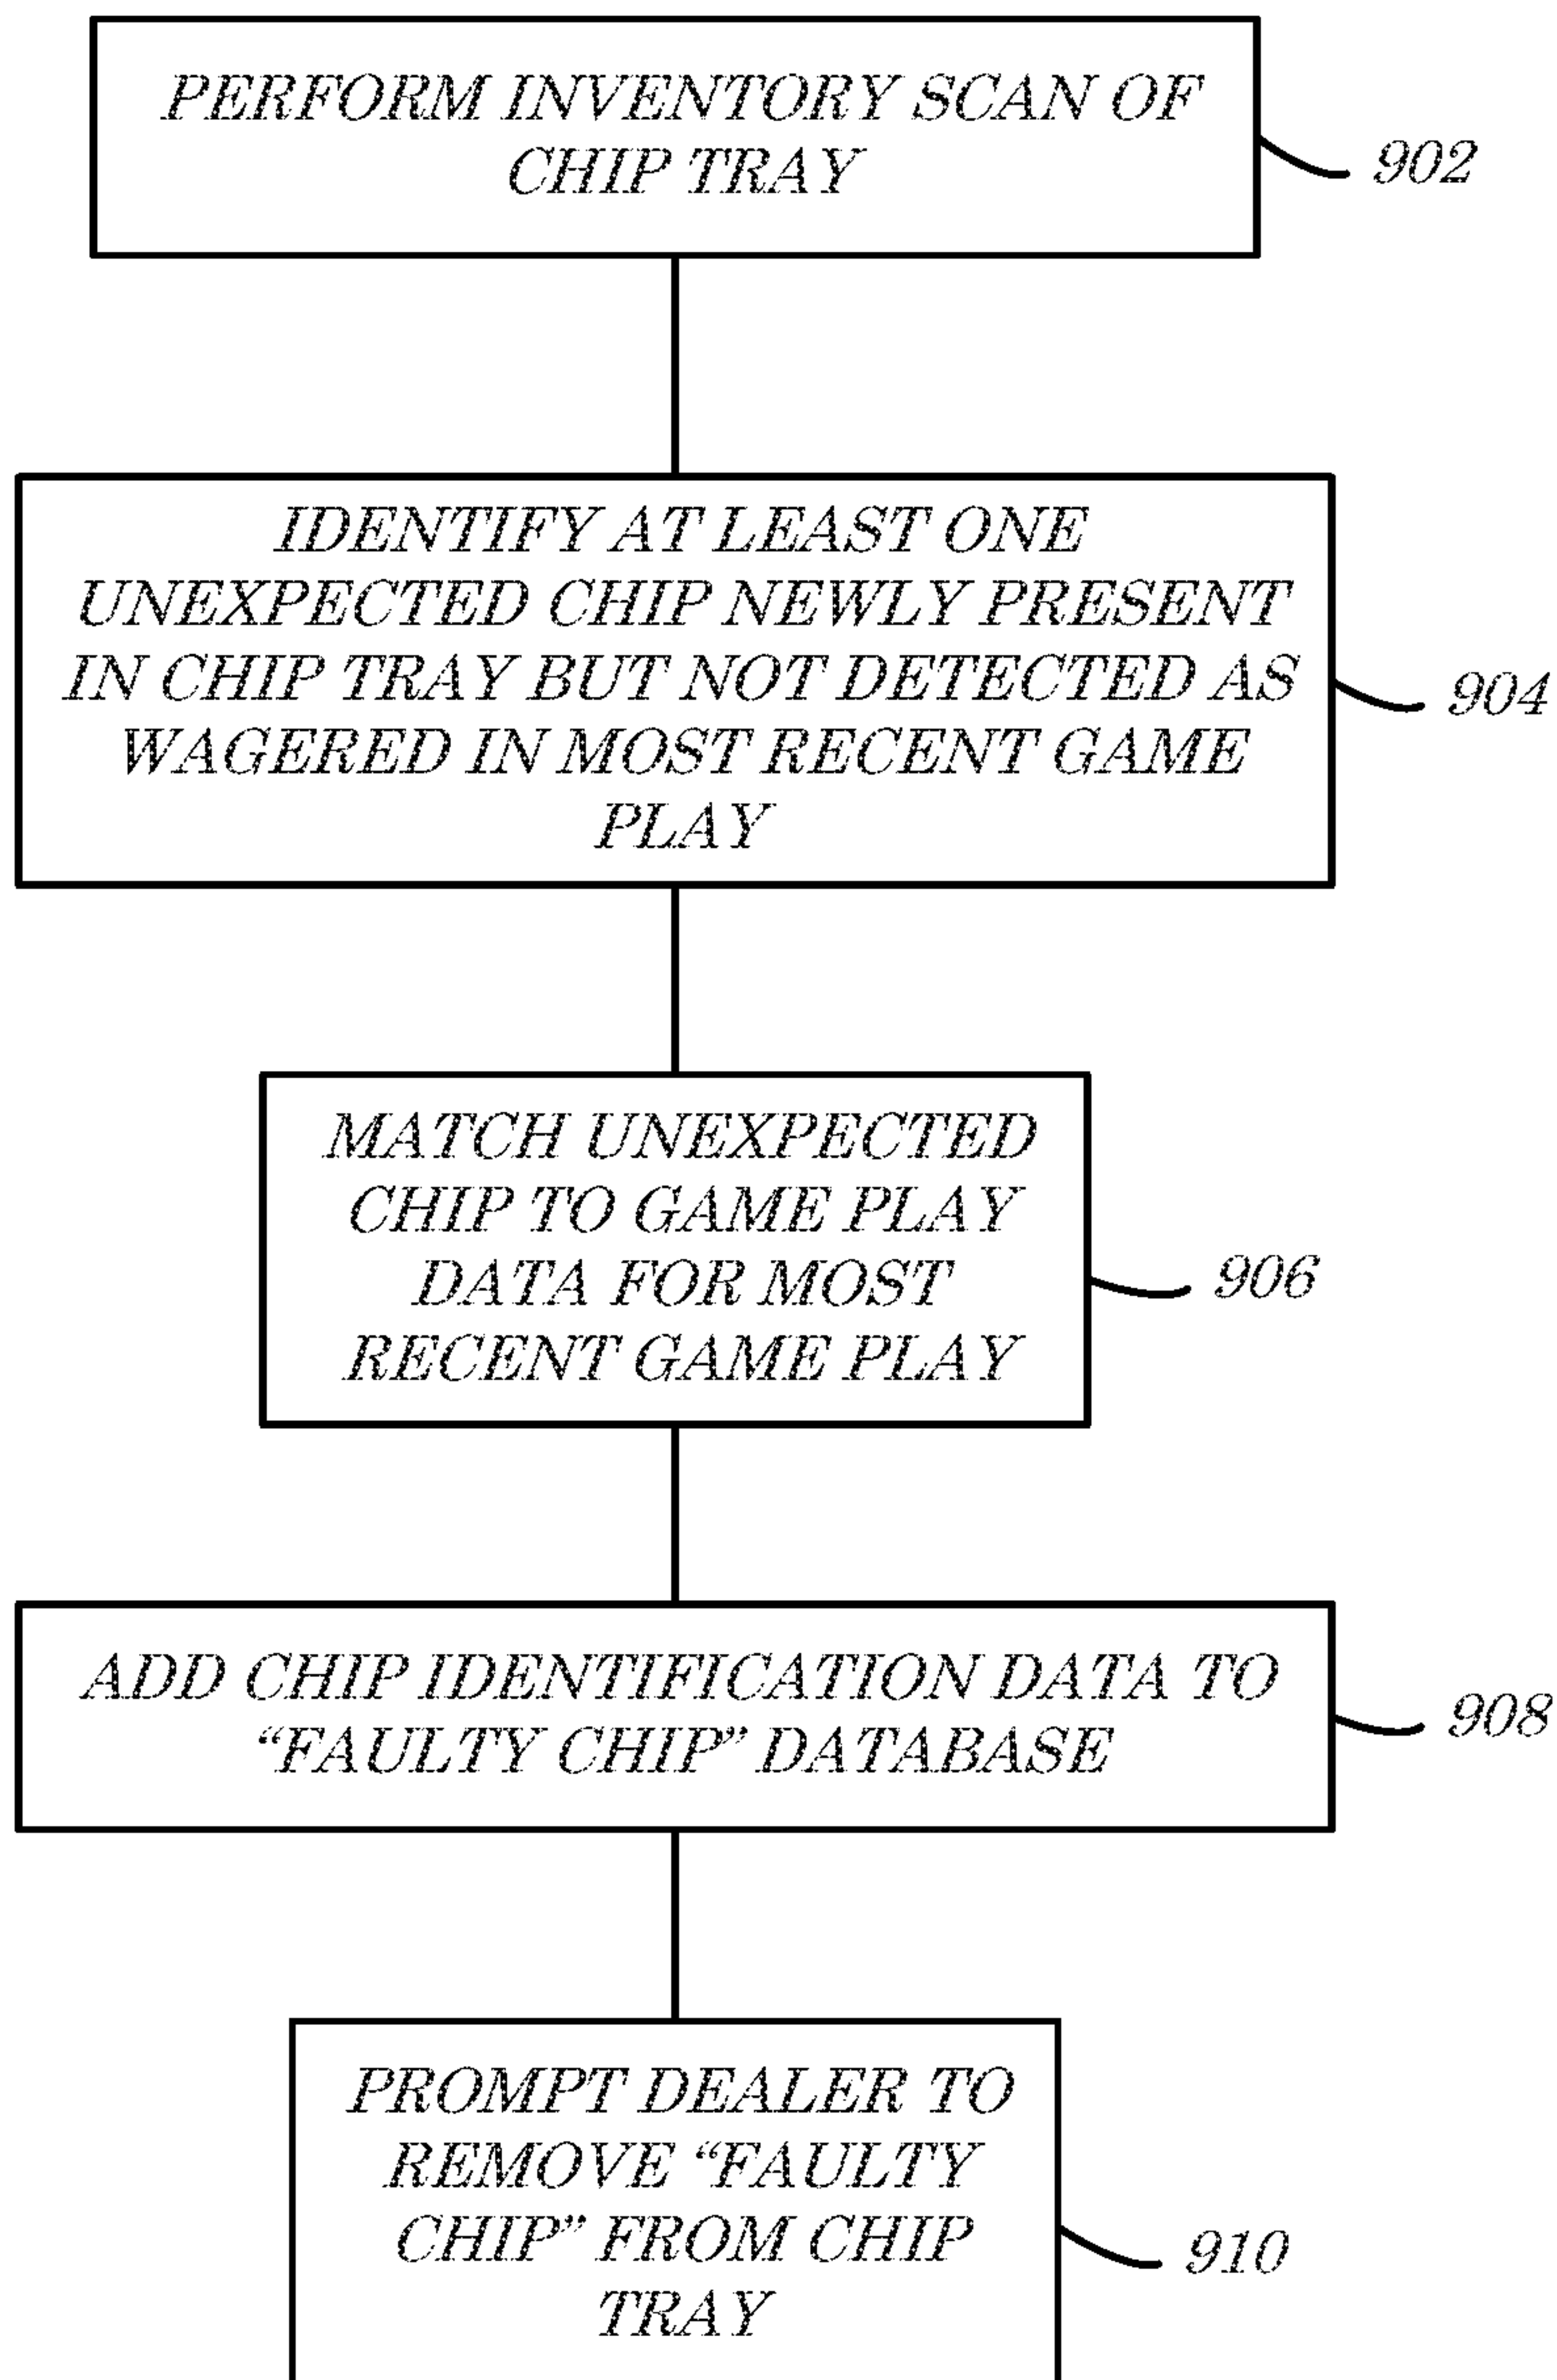 PERFORM INVENTORY SCAN OF
CHIP TRAY
902
IDENTIFY AT LEAST ONE
UNEXPECTED CHIP NEWLY PRESENT
IN CHIP TRAY BUT NOT DETECTED AS
WAGERED IN MOST RECENT GAME
PLAY
904
MATCH UNEXPECTED
CHIP TO GAME PLAY
DATA FOR MOST
RECENT GAME PLAY
906
ADD CHIP IDENTIFICATION DATA TO
“FAULTY CHIP” DATABASE
908
PROMPT DEALER TO
REMOVE “FAULTY
CHIP” FROM CHIP
TRAY
910